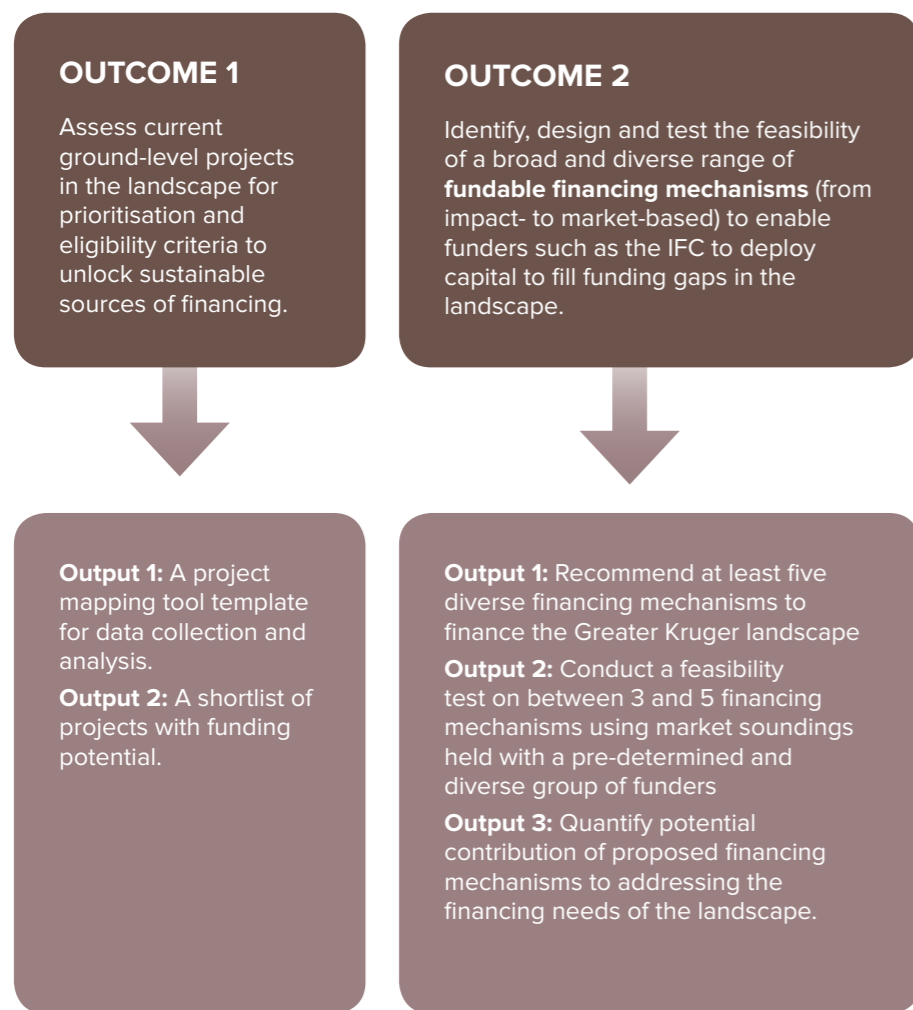 OUTCOME 1
Assess current
ground-level projects
in the landscape for
prioritisation and
eligibility criteria to
unlock sustainable
sources of financing.
OUTCOME 2
Identify, design and test the feasibility
of a broad and diverse range of
fundable financing mechanisms (from
impact- to market-based) to enable
funders such as the IFC to deploy
capital to fill funding gaps in the
landscape.
Output 1: A project
mapping tool template
for data collection and
analysis.
Output 2: A shortlist of
projects with funding
potential.
Output 1: Recommend at least five
diverse financing mechanisms to
finance the Greater Kruger landscape
Output 2: Conduct a feasibility
test on between 3 and 5 financing
mechanisms using market soundings
held with a pre-determined and
diverse group of funders
Output 3: Quantify potential
contribution of proposed financing
mechanisms to addressing the
financing needs of the landscape.